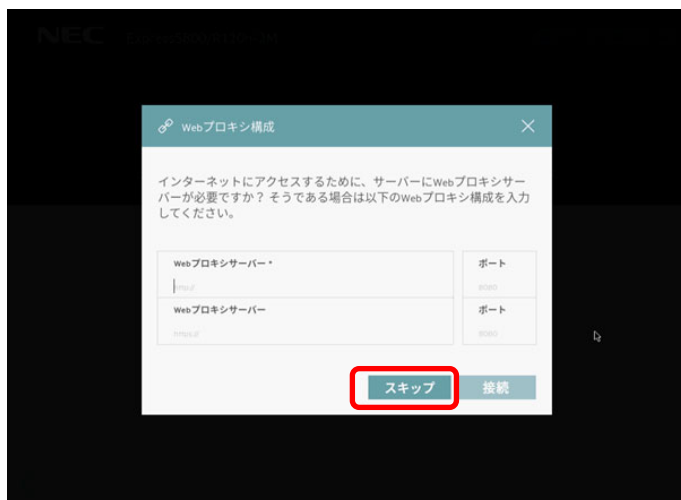 NEC
Webプロキシ構成
インターネットにアクセスするために、サーバーにWebプロキシサー
バーが必要ですか？ そうである場合は以下のWebプロキシ構成を入力
してください。
Webプロキシサーバー *
ポート
http://
8080
Webプロキシサーバー
ポート
https://
8080
スキップ
接続